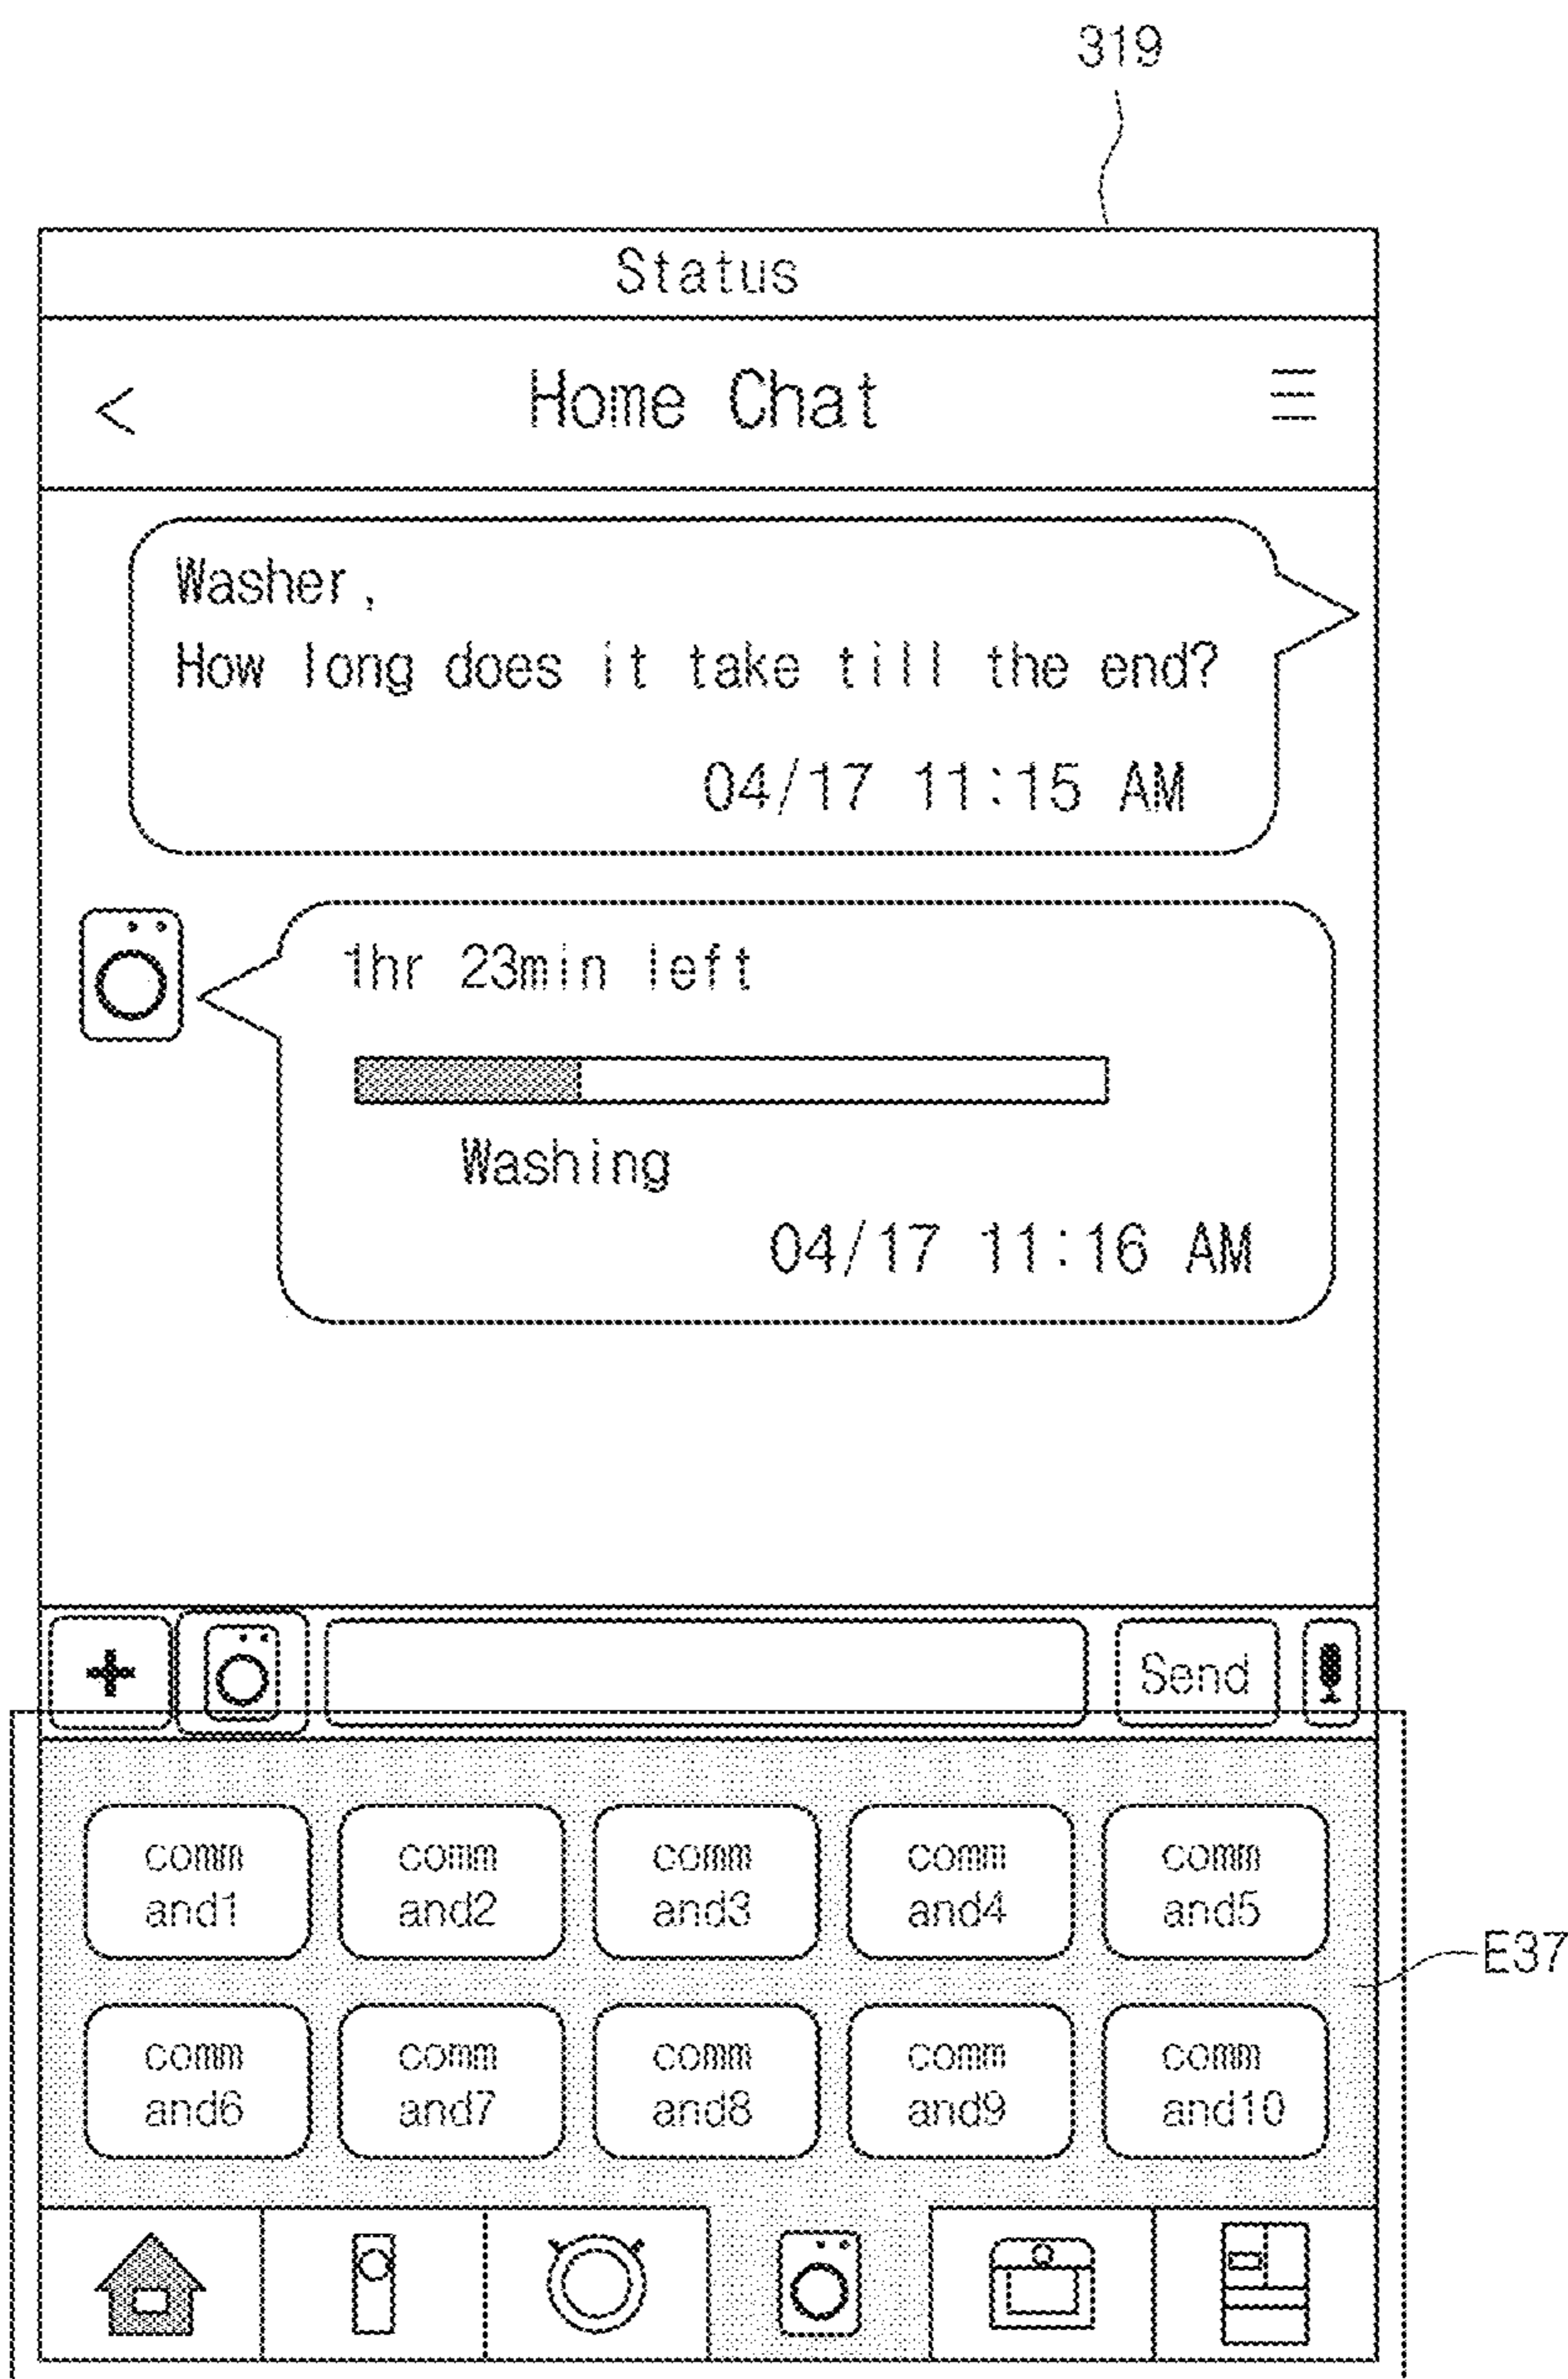 319
Status
< Home Chat
Washer,
How long does it take till the end?
04/17 11:15 AM
1hr 23min left
Washing
04/17 11:16 AM
+ Send
comm comm comm comm comm
and1 and2 and3 and4 and5
E37
comm comm comm comm comm
and6 and7 and8 and9 and10